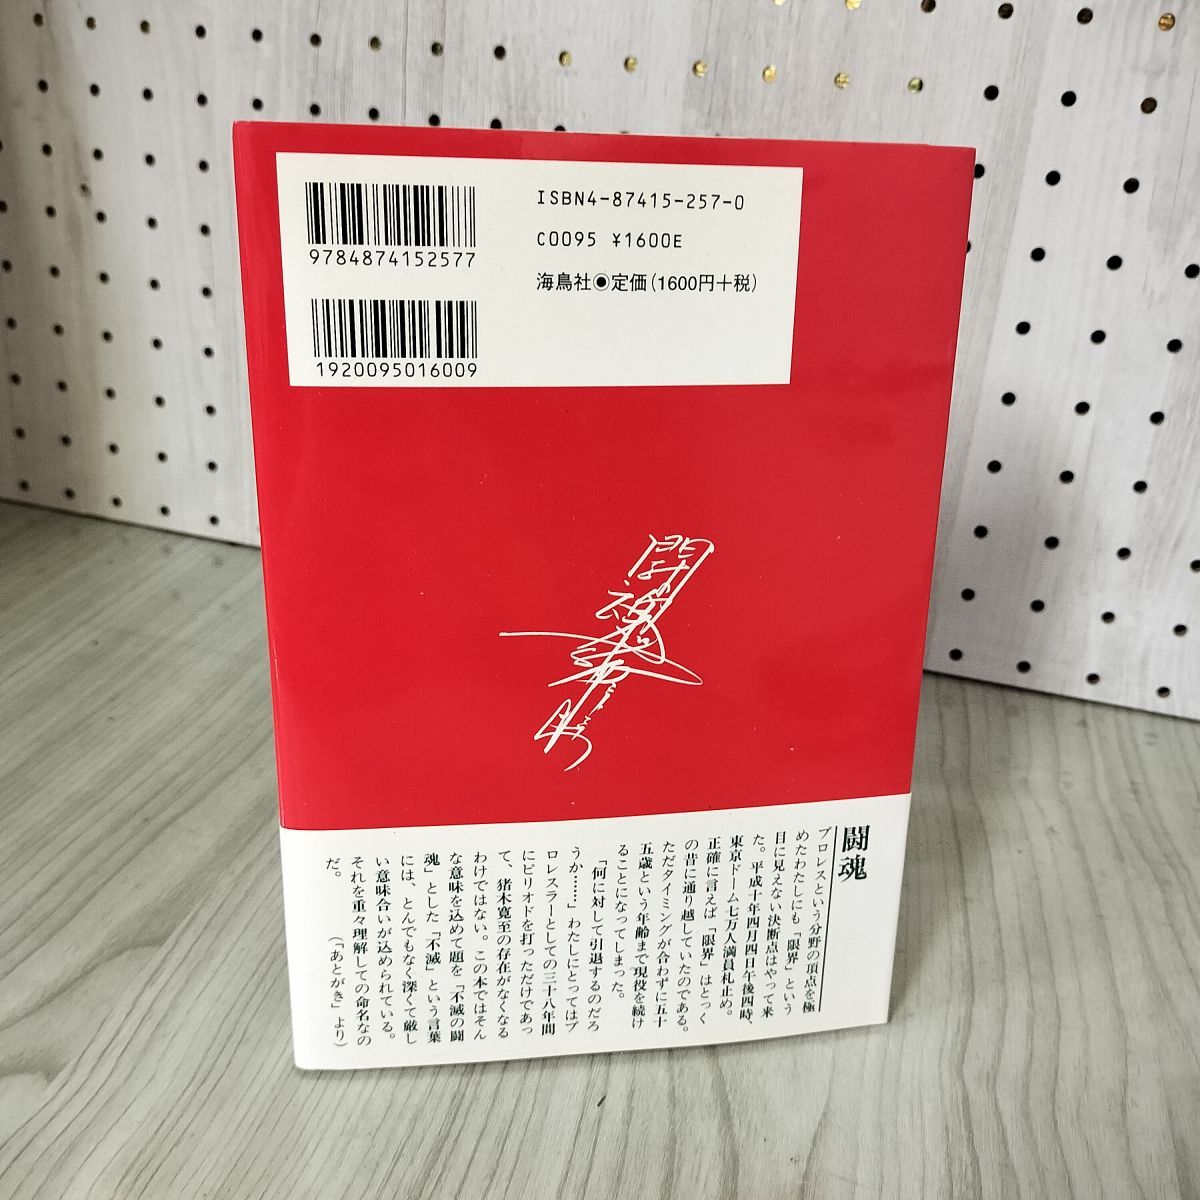 9784874152577
1920095016009
ISBN4-87415-257-0
C0095 ¥1600E
海鳥社◉定価(1600円+税)
闘魂
プロレスという分野の頂点を極
めたわたしにも「限界」という
目に見えない決断点はやって来
た。平成十年四月四日午後四時、
東京ドーム七万人満員札止め。
正確に言えば「限界」はとっく
の昔に通り越していたのである。
ただタイミングが合わずに五十
五歳という年齢まで現役を続け
ることになってしまった。
「何に対して引退するのだろ
うか……」わたしにとってはプ
ロレスラーとしての三十八年間
にピリオドを打っただけであっ
て、猪木寛至の存在がなくなる
わけではない。この本ではそん
な意味を込めて題を「不滅の闘
魂」とした「不滅」という言葉
には、とんでもなく深くて厳し
い意味合いが込められている。
それを重々理解しての命名なの
だ。
(「あとがき」より)